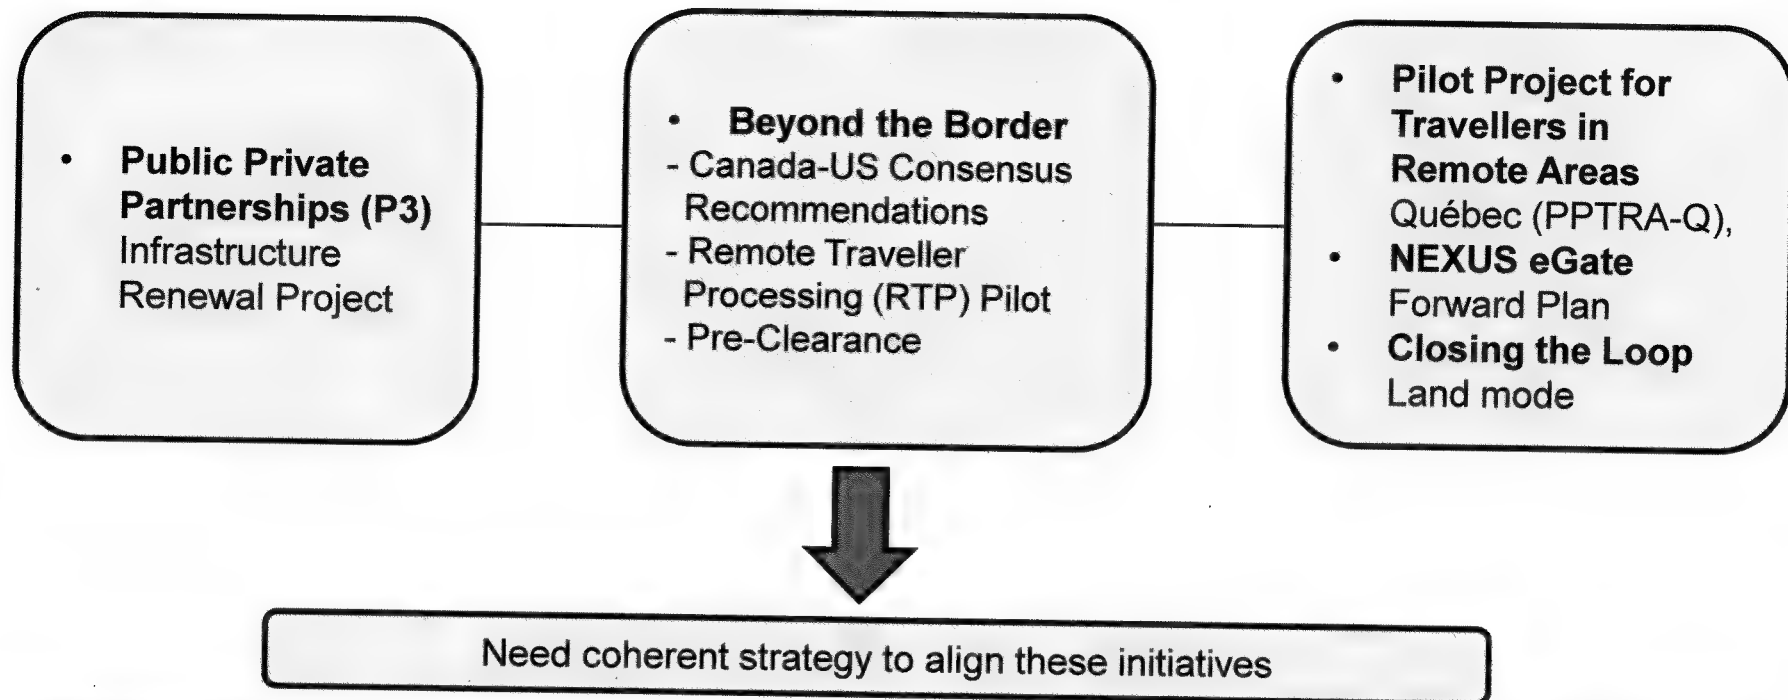 • Public Private
Partnerships (P3)
Infrastructure
Renewal Project
• Beyond the Border
- Canada-US Consensus
Recommendations
- Remote Traveller
Processing (RTP) Pilot
- Pre-Clearance
• Pilot Project for
Travellers in
Remote Areas
Québec (PPTRA-Q),
• NEXUS eGate
Forward Plan
• Closing the Loop
Land mode
Need coherent strategy to align these initiatives